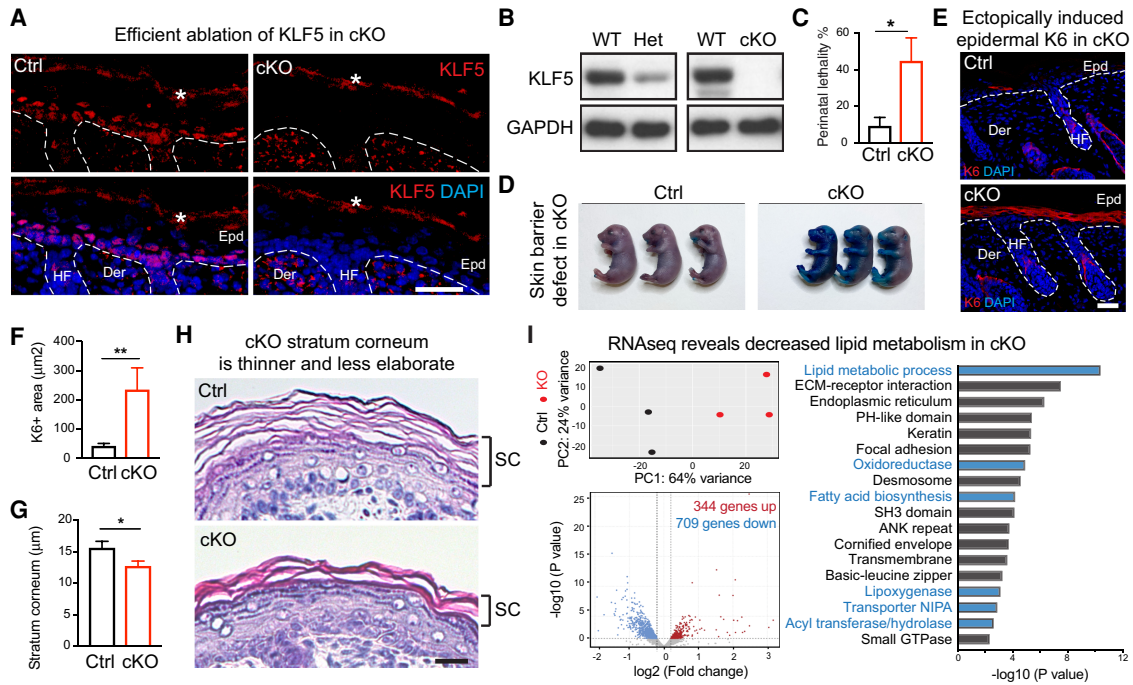 A
Efficient ablation of KLF5 in cKO
Ctrl
*
cKO
*
KLF5
*
Epd
HF
Der
KLF5 DAPI
*
Der
HF
Epd
B
WT Het WT cKO
KLF5
GAPDH
C
Perinatal lethality %
60
40
20
0
*
Ctrl cKO
D
Skin barrier
defect in cKO
Ctrl
cKO
E
Ectopically induced
epidermal K6 in cKO
Ctrl
Epd
Der
HF
K6 DAPI
cKO
Epd
HF
Der
K6 DAPI
F
K6+ area (μm2)
400
300
200
100
0
**
Ctrl cKO
G
Stratum corneum (μm)
20
15
10
5
0
*
Ctrl cKO
H
cKO stratum corneum
is thinner and less elaborate
Ctrl
SC
cKO
SC
I
RNAseq reveals decreased lipid metabolism in cKO
Ctrl KO
PC2: 24% variance
20
10
0
-10
-20
-20 0 20
PC1: 64% variance
344 genes up
709 genes down
-log10 (P value)
25
20
15
10
5
0
-2 -1 0 1 2 3
log2 (Fold change)
Lipid metabolic process
ECM-receptor interaction
Endoplasmic reticulum
PH-like domain
Keratin
Focal adhesion
Oxidoreductase
Desmosome
Fatty acid biosynthesis
SH3 domain
ANK repeat
Cornified envelope
Transmembrane
Basic-leucine zipper
Lipoxygenase
Transporter NIPA
Acyl transferase/hydrolase
Small GTPase
0 4 8 12
-log10 (P value)